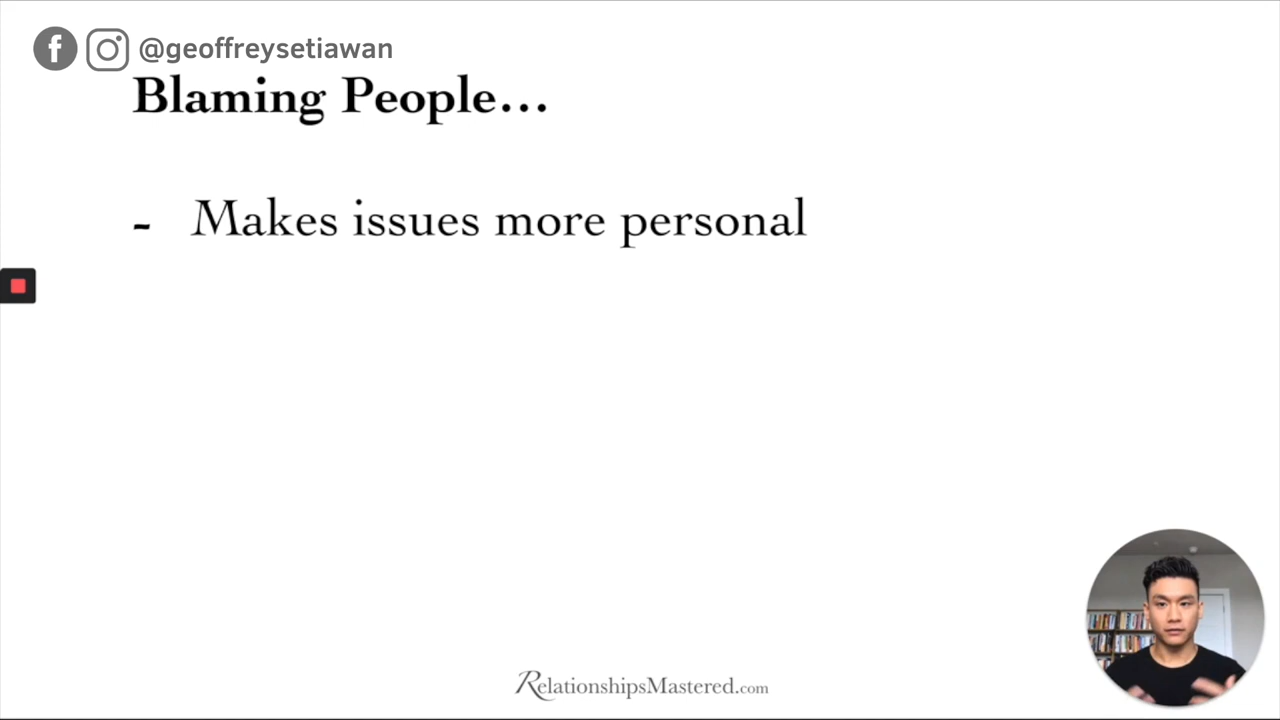 @geoffreysetiawan
Blaming People...
- Makes issues more personal
RelationshipsMastered.com